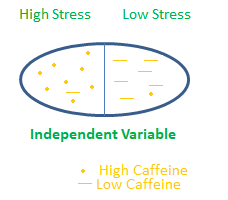 High Stress Low Stress
Independent Variable
High Caffeine
Low Caffeine